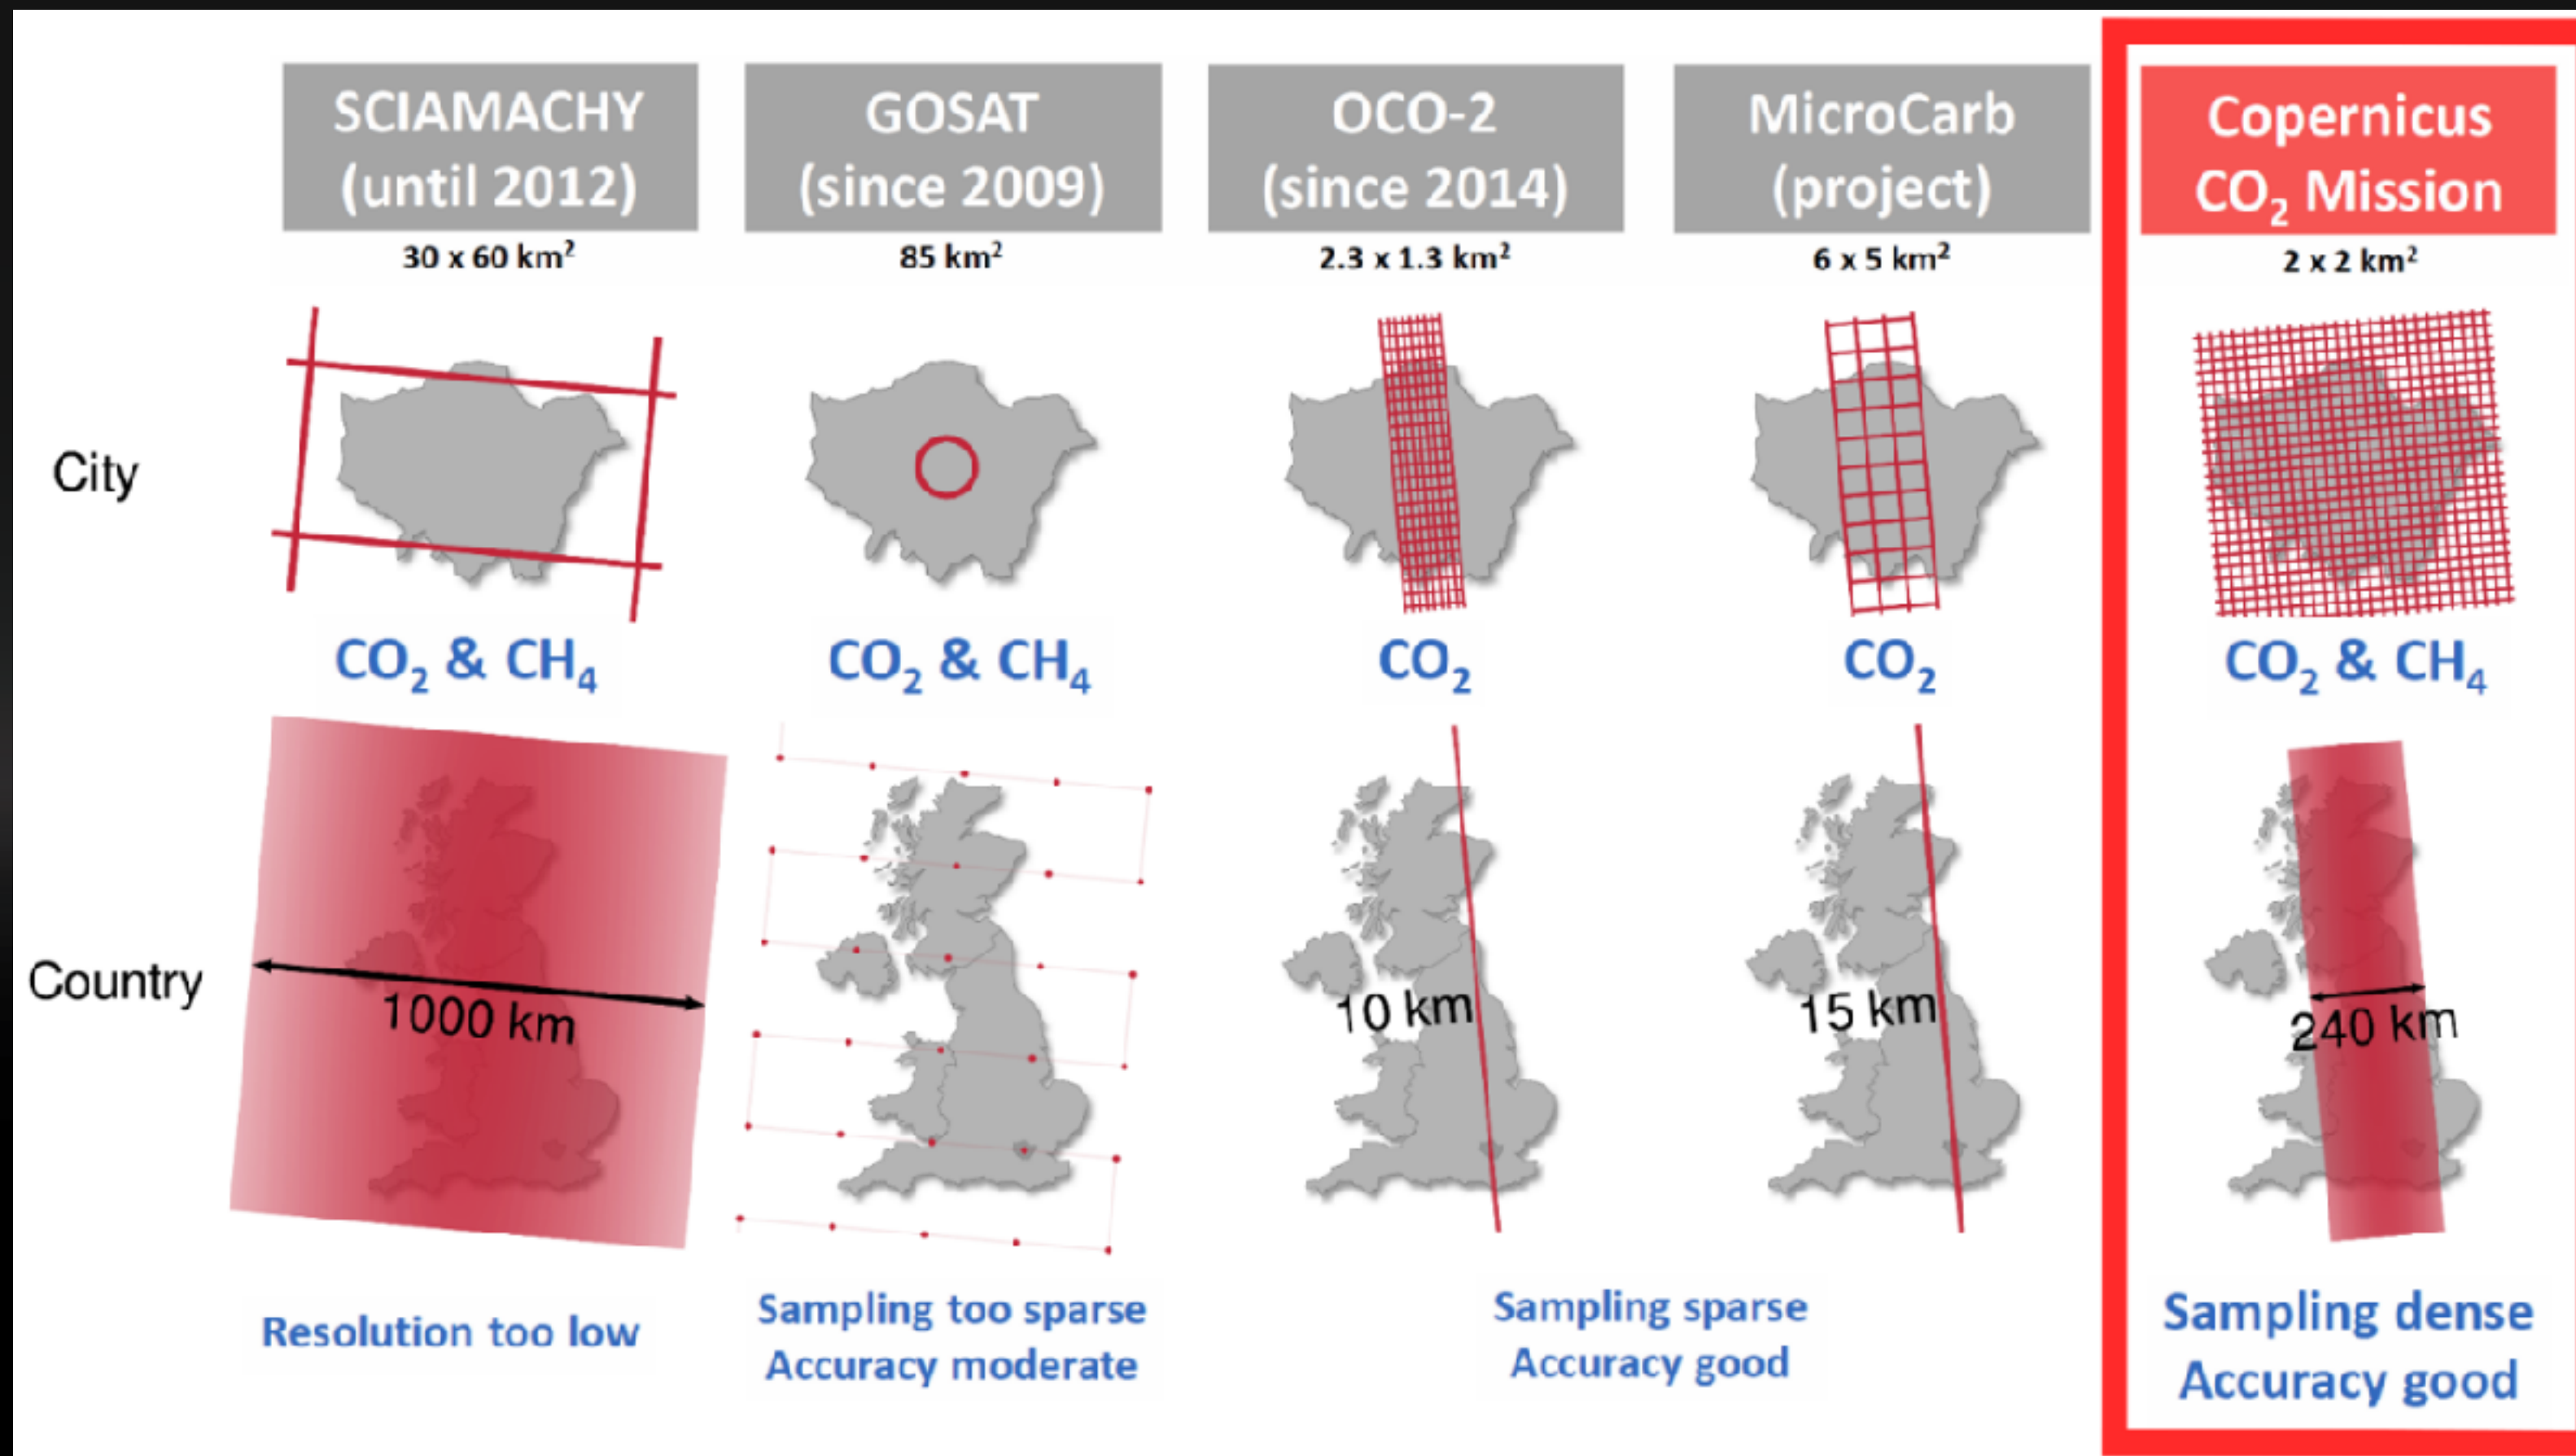 SCIAMACHY
(until 2012)
30 x 60 km²
GOSAT
(since 2009)
85 km²
OCO-2
(since 2014)
2.3 x 1.3 km²
MicroCarb
(project)
6 x 5 km²
Copernicus
CO₂ Mission
2 x 2 km²
City
CO₂ & CH₄
CO₂ & CH₄
CO₂
CO₂
CO₂ & CH₄
Country
1000 km
10 km
15 km
240 km
Resolution too low
Sampling too sparse
Accuracy moderate
Sampling sparse
Accuracy good
Sampling dense
Accuracy good